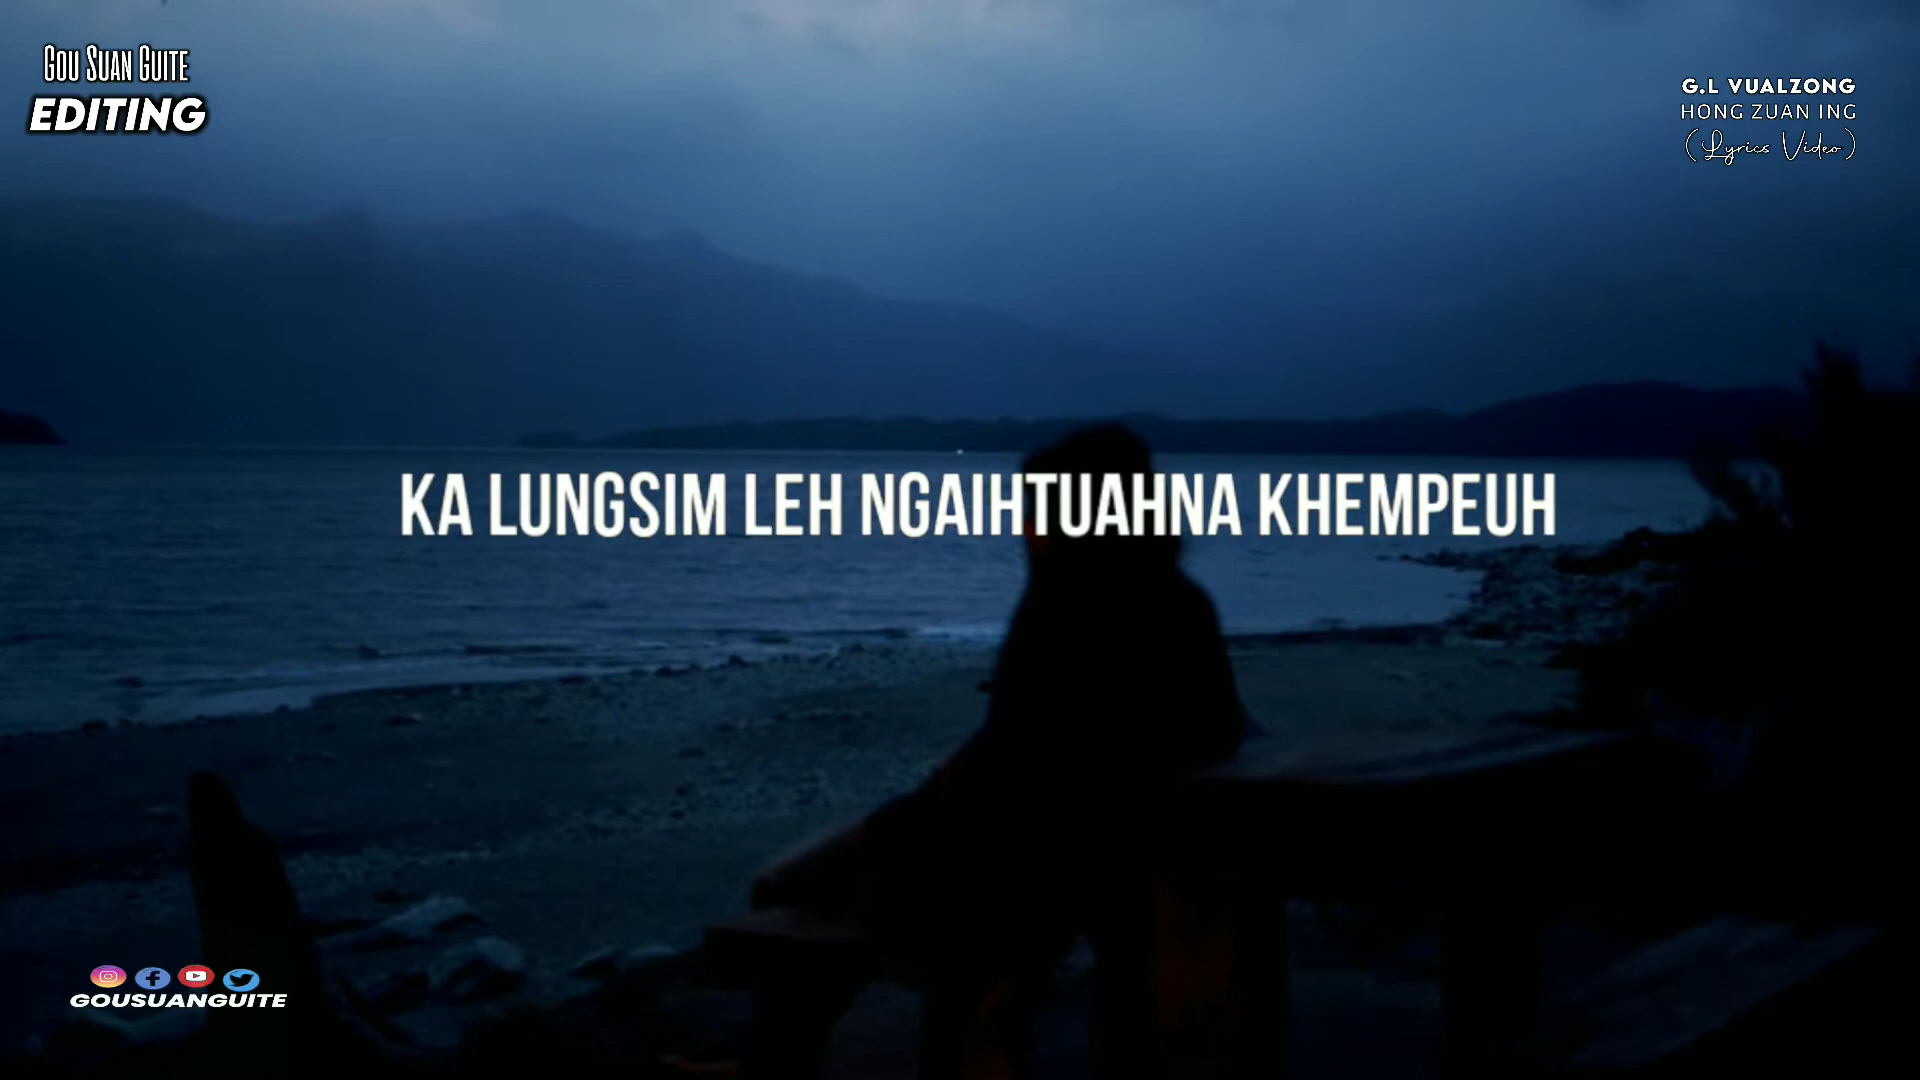 Gou Suan Guite
EDITING
G.L VUALZONG
HONG ZUAN ING
(Lyrics Video)
KA LUNGSIM LEH NGAIHTUAHNA KHEMPEUH
GOUSUANGUITE